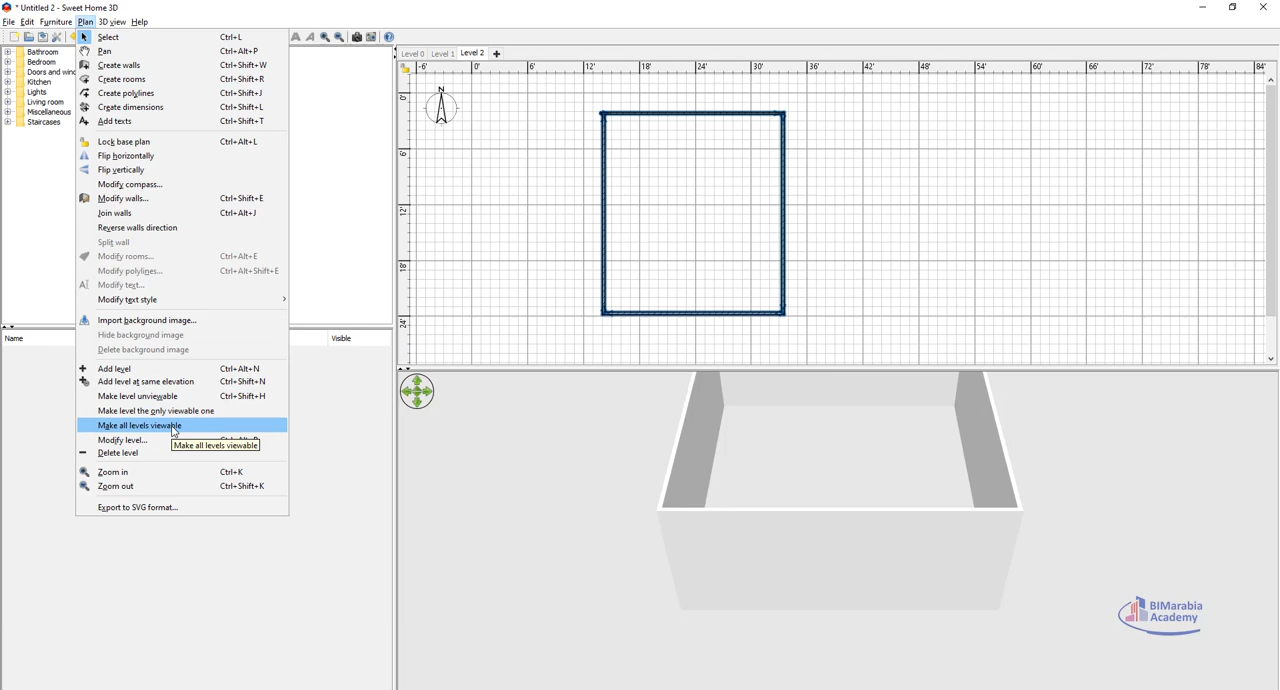 * Untitled 2 - Sweet Home 3D
File Edit Furniture Plan 3D view Help
Select Ctrl+L
Pan Ctrl+Alt+P
Create walls Ctrl+Shift+W
Create rooms Ctrl+Shift+R
Create polylines Ctrl+Shift+J
Create dimensions Ctrl+Shift+L
Add texts Ctrl+Shift+T
Lock base plan Ctrl+Alt+L
Flip horizontally
Flip vertically
Modify compass...
Modify walls... Ctrl+Shift+E
Join walls Ctrl+Alt+J
Reverse walls direction
Split wall
Modify rooms... Ctrl+Alt+E
Modify polylines... Ctrl+Alt+Shift+E
Modify text...
Modify text style
Import background image...
Hide background image
Delete background image
Add level Ctrl+Alt+N
Add level at same elevation Ctrl+Shift+N
Make level unviewable Ctrl+Shift+H
Make level the only viewable one
Make all levels viewable
Modify level...
Make all levels viewable
Delete level
Zoom in Ctrl+K
Zoom out Ctrl+Shift+K
Export to SVG format...
Bathroom
Bedroom
Doors and wind
Kitchen
Lights
Living room
Miscellaneous
Staircases
Name Visible
Level 0 Level 1 Level 2
-6' 0' 6' 12' 18' 24' 30' 36' 42' 48' 54' 60' 66' 72' 78' 84'
0'
6'
12'
18'
24'
N
BIMarabia
Academy